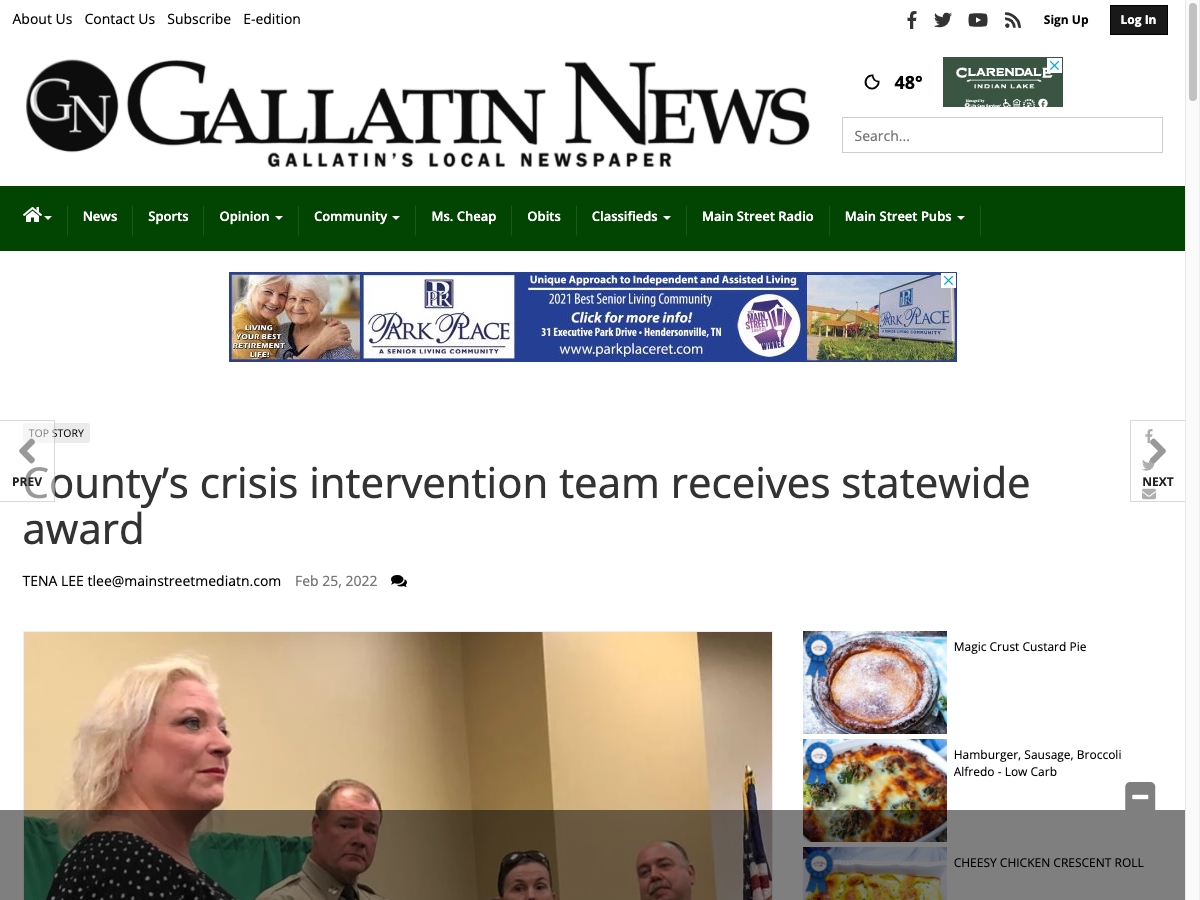 About Us Contact Us Subscribe E-edition
Sign Up Log In
GN GALLATIN NEWS
GALLATIN'S LOCAL NEWSPAPER
48°
CLARENDALE
INDIAN LAKE
Search...
News Sports Opinion Community Ms. Cheap Obits Classifieds Main Street Radio Main Street Pubs
LIVING
YOUR BEST
RETIREMENT
LIFE!
PARK PLACE
A SENIOR LIVING COMMUNITY
Unique Approach to Independent and Assisted Living
2021 Best Senior Living Community
Click for more info!
31 Executive Park Drive • Hendersonville, TN
www.parkplaceret.com
MAIN
STREET
WINNER
PARK PLACE
TOP STORY
PREV
NEXT
County’s crisis intervention team receives statewide
award
TENA LEE tlee@mainstreetmediatn.com Feb 25, 2022
Magic Crust Custard Pie
Hamburger, Sausage, Broccoli
Alfredo - Low Carb
CHEESY CHICKEN CRESCENT ROLL